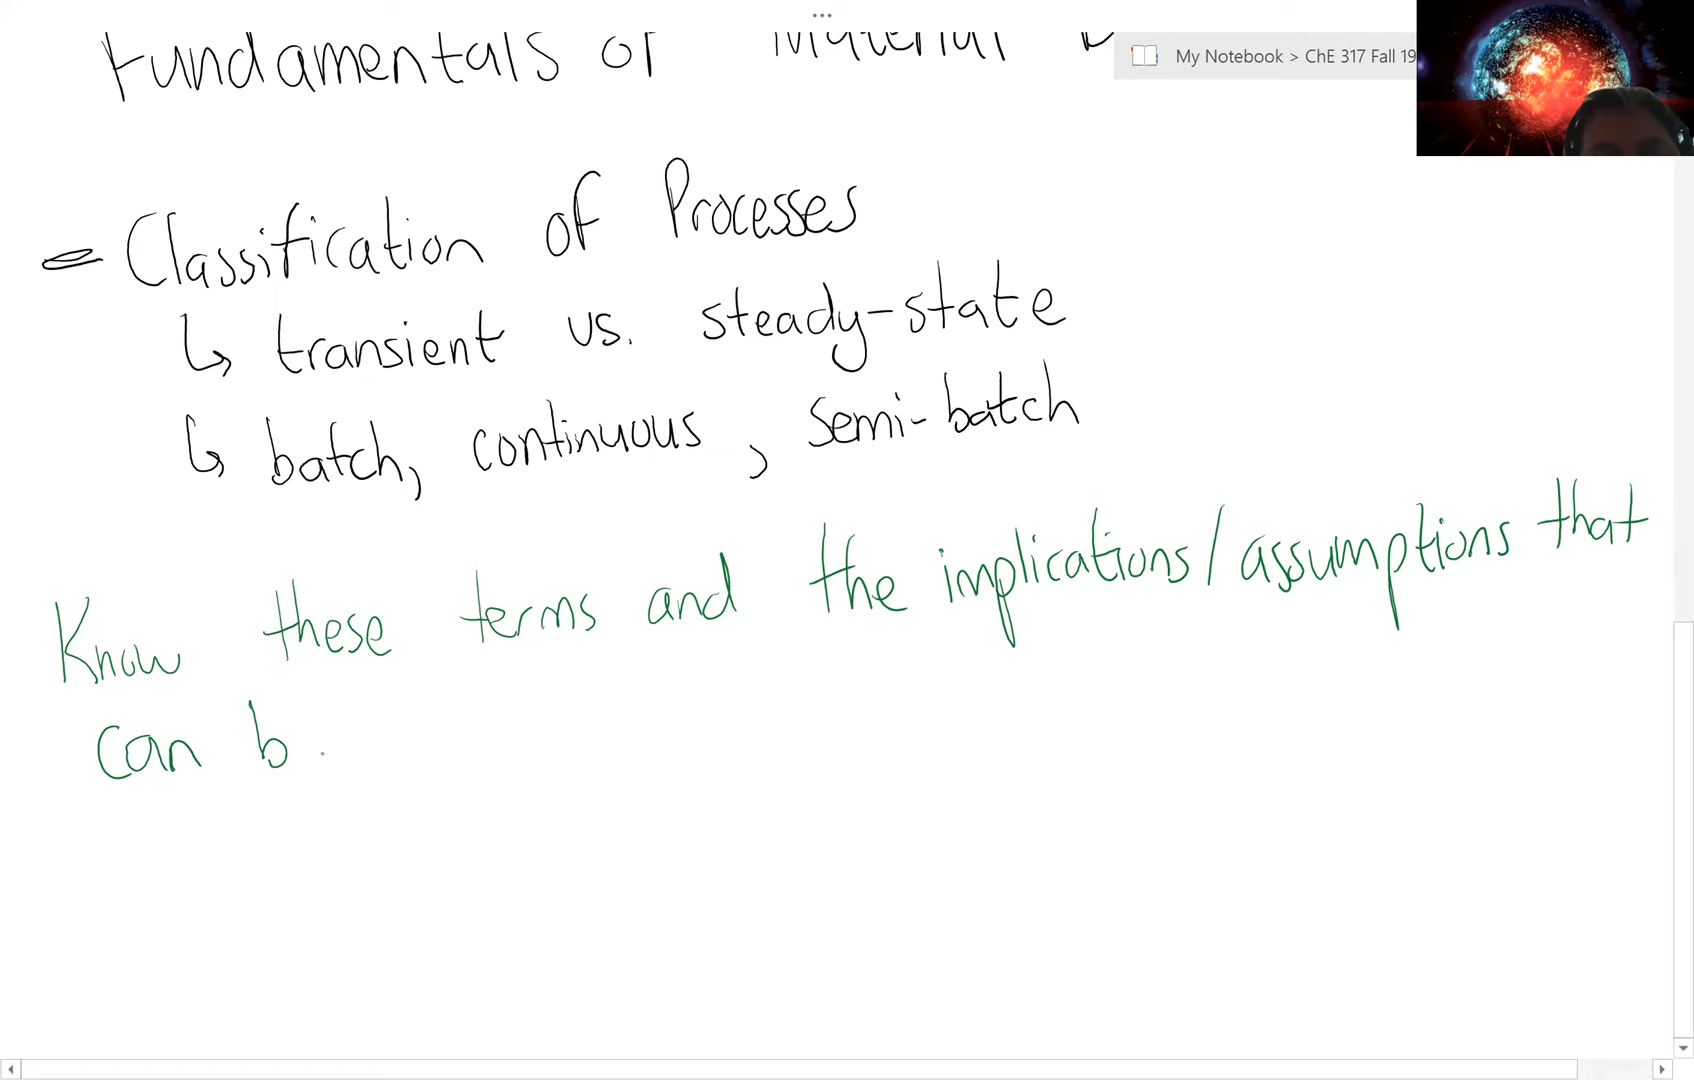 Fundamentals of Material
My Notebook > ChE 317 Fall 19
- Classification of Processes
↳ transient vs. steady-state
↳ batch, continuous, semi-batch
Know these terms and the implications/assumptions that
can b